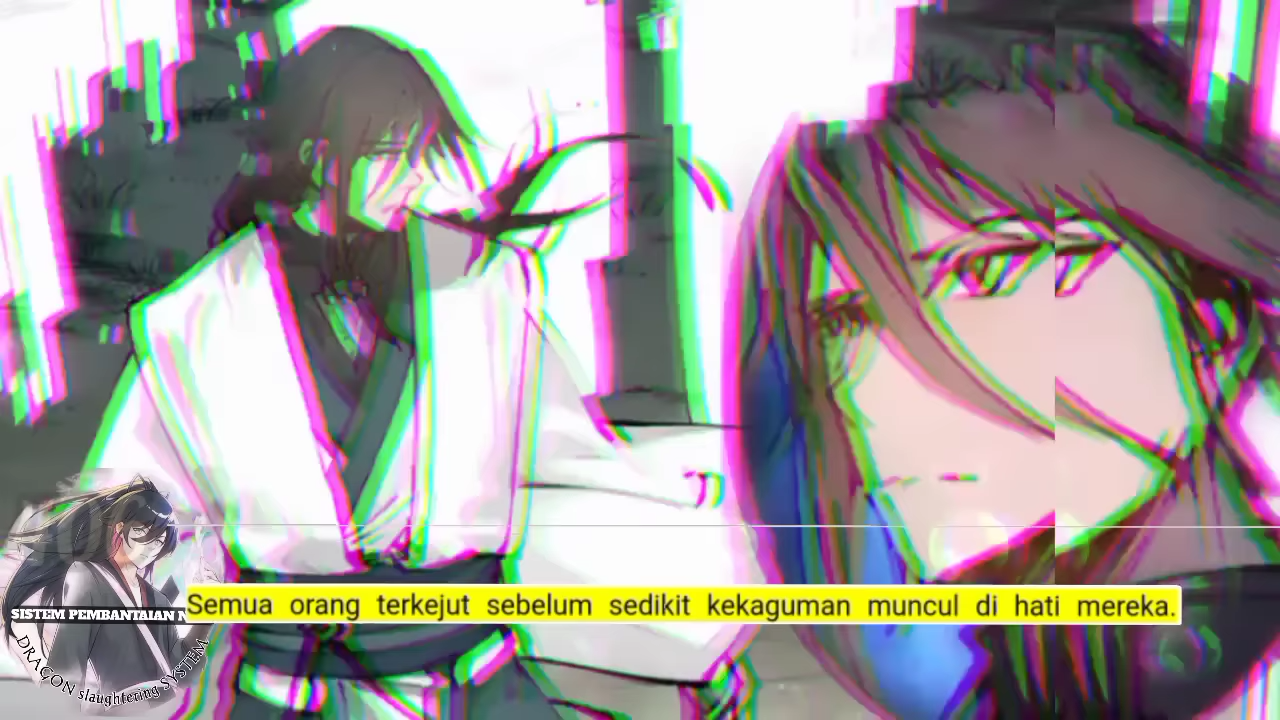 SISTEM PEMBANTAIAN N
Semua orang terkejut sebelum sedikit kekaguman muncul di hati mereka.
DRAGON slaughtering SYSTEM